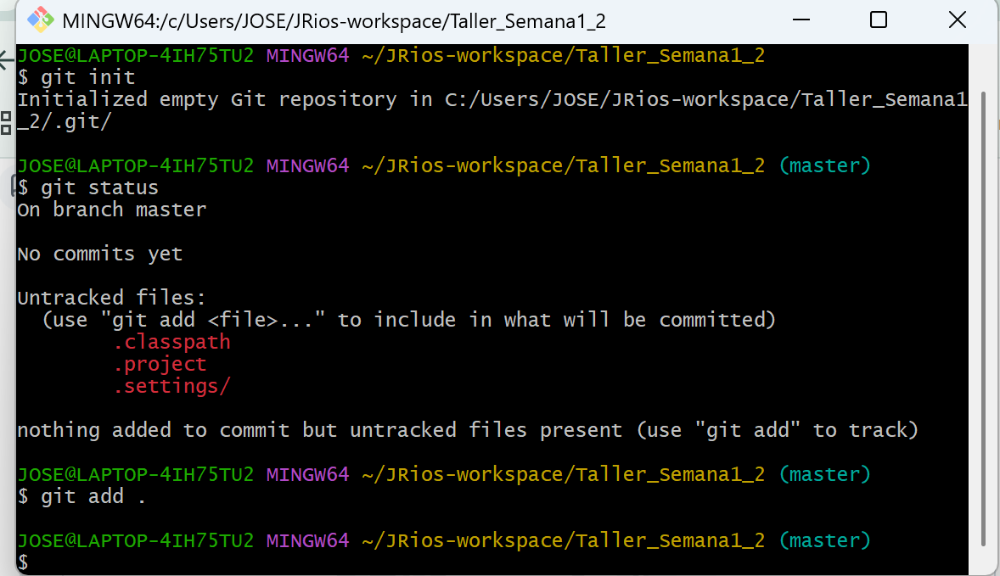 MINGW64:/c/Users/JOSE/JRios-workspace/Taller_Semana1_2
JOSE@LAPTOP-4IH75TU2 MINGW64 ~/JRios-workspace/Taller_Semana1_2
$ git init
Initialized empty Git repository in C:/Users/JOSE/JRios-workspace/Taller_Semana1
_2/.git/
JOSE@LAPTOP-4IH75TU2 MINGW64 ~/JRios-workspace/Taller_Semana1_2 (master)
$ git status
On branch master
No commits yet
Untracked files:
  (use "git add <file>..." to include in what will be committed)
        .classpath
        .project
        .settings/
nothing added to commit but untracked files present (use "git add" to track)
JOSE@LAPTOP-4IH75TU2 MINGW64 ~/JRios-workspace/Taller_Semana1_2 (master)
$ git add .
JOSE@LAPTOP-4IH75TU2 MINGW64 ~/JRios-workspace/Taller_Semana1_2 (master)
$